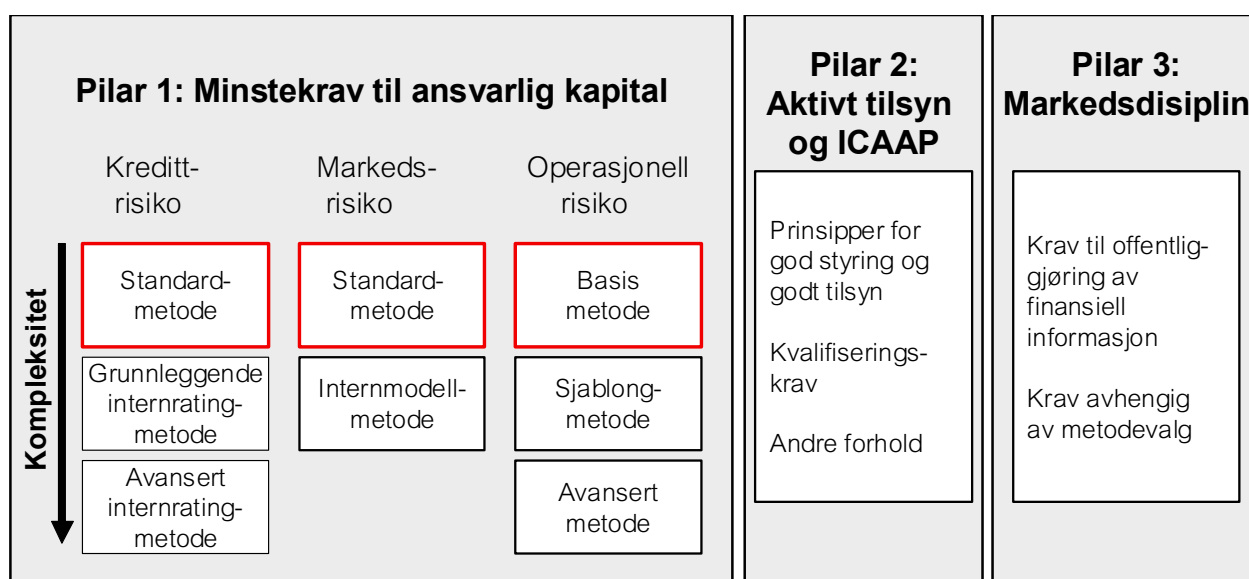 Pilar 1: Minstekrav til ansvarlig kapital
Kreditt-
risiko
Markeds-
risiko
Operasjonell
risiko
Kompleksitet
Standard-
metode
Standard-
metode
Basis
metode
Grunnleggende
internrating-
metode
Internmodell-
metode
Sjablong-
metode
Avansert
internrating-
metode
Avansert
metode
Pilar 2:
Aktivt tilsyn
og ICAAP
Prinsipper for
god styring og
godt tilsyn
Kvalifiserings-
krav
Andre forhold
Pilar 3:
Markedsdisiplin
Krav til offentlig-
gjøring av
finansiell
informasjon
Krav avhengig
av metodevalg